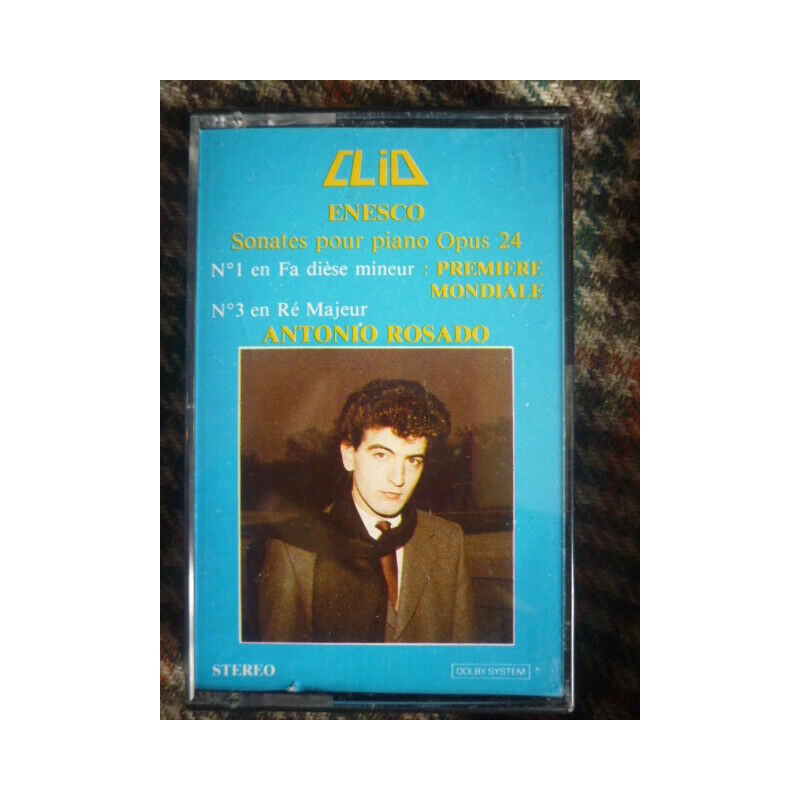 CLiO
ENESCO
Sonates pour piano Opus 24
N°1 en Fa dièse mineur : PREMIERE
MONDIALE
N°3 en Ré Majeur
ANTONIO ROSADO
STEREO
DOLBY SYSTEM